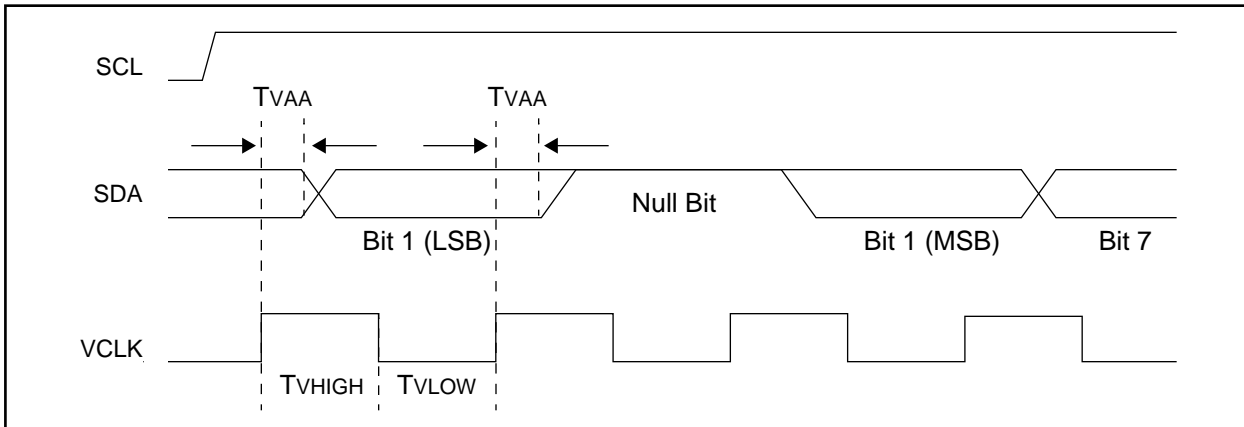 SCL
TVAA
TVAA
SDA
Null Bit
Bit 1 (LSB)
Bit 1 (MSB)
Bit 7
VCLK
TVHIGH
TVLOW